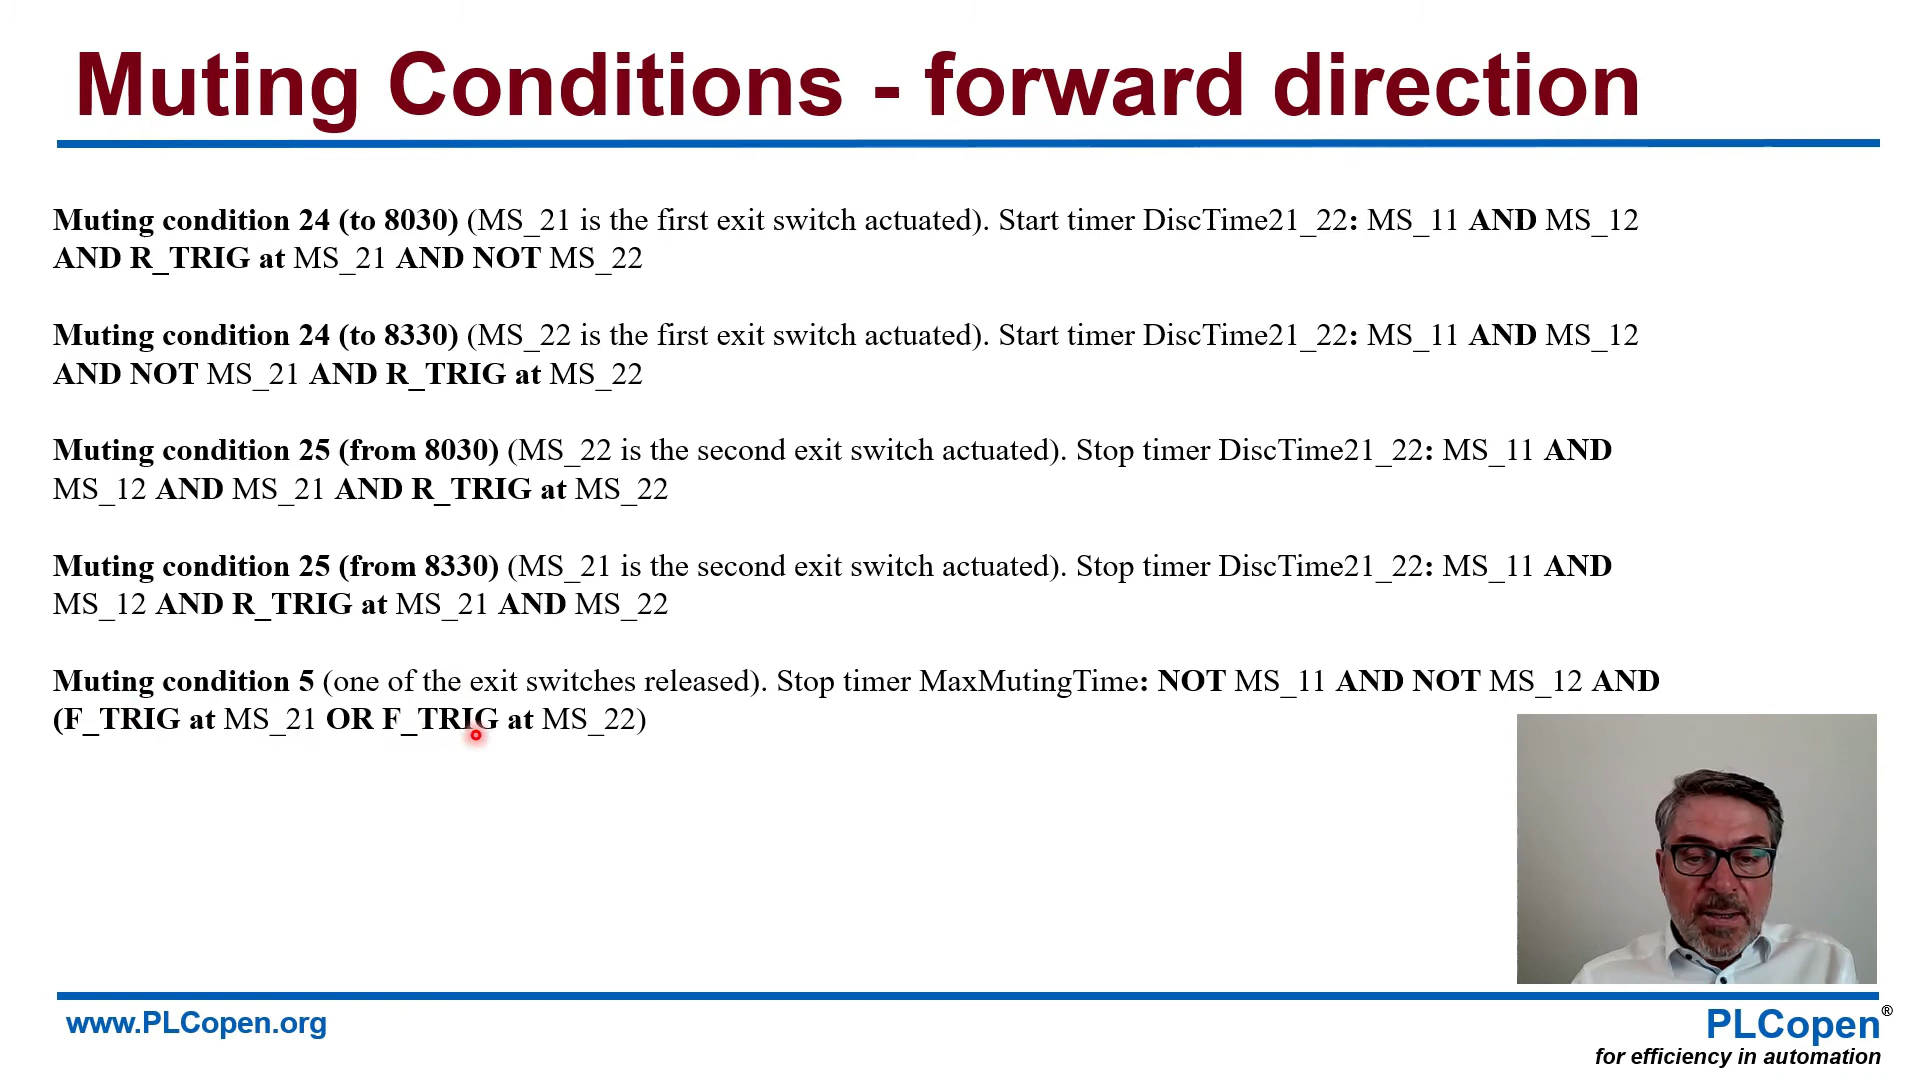 Muting Conditions - forward direction
Muting condition 24 (to 8030) (MS_21 is the first exit switch actuated). Start timer DiscTime21_22: MS_11 AND MS_12
AND R_TRIG at MS_21 AND NOT MS_22
Muting condition 24 (to 8330) (MS_22 is the first exit switch actuated). Start timer DiscTime21_22: MS_11 AND MS_12
AND NOT MS_21 AND R_TRIG at MS_22
Muting condition 25 (from 8030) (MS_22 is the second exit switch actuated). Stop timer DiscTime21_22: MS_11 AND
MS_12 AND MS_21 AND R_TRIG at MS_22
Muting condition 25 (from 8330) (MS_21 is the second exit switch actuated). Stop timer DiscTime21_22: MS_11 AND
MS_12 AND R_TRIG at MS_21 AND MS_22
Muting condition 5 (one of the exit switches released). Stop timer MaxMutingTime: NOT MS_11 AND NOT MS_12 AND
(F_TRIG at MS_21 OR F_TRIG at MS_22)
www.PLCopen.org
PLCopen®
for efficiency in automation